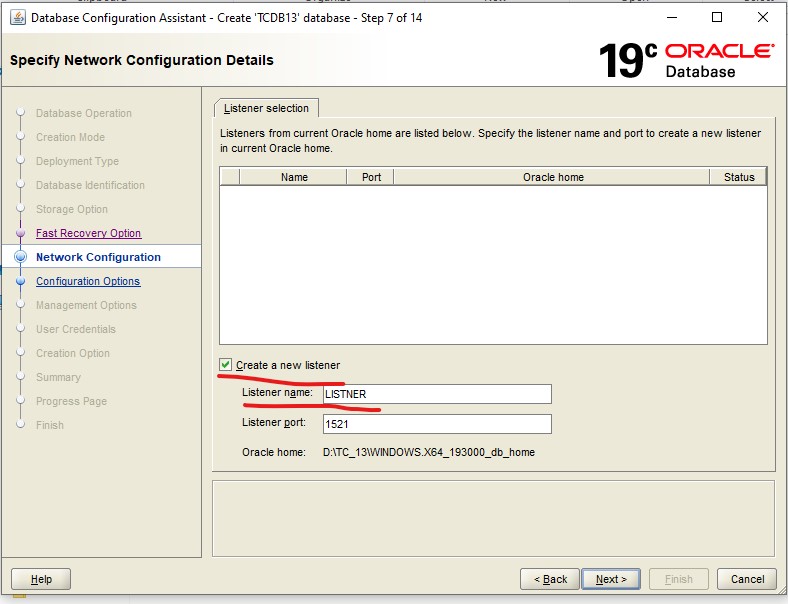 Database Configuration Assistant - Create 'TCDB13' database - Step 7 of 14
Specify Network Configuration Details
19c ORACLE
Database
Database Operation
Creation Mode
Deployment Type
Database Identification
Storage Option
Fast Recovery Option
Network Configuration
Configuration Options
Management Options
User Credentials
Creation Option
Summary
Progress Page
Finish
Listener selection
Listeners from current Oracle home are listed below. Specify the listener name and port to create a new listener
in current Oracle home.
Name Port Oracle home Status
Create a new listener
Listener name: LISTNER
Listener port: 1521
Oracle home: D:\TC_13\WINDOWS.X64_193000_db_home
Help < Back Next > Finish Cancel